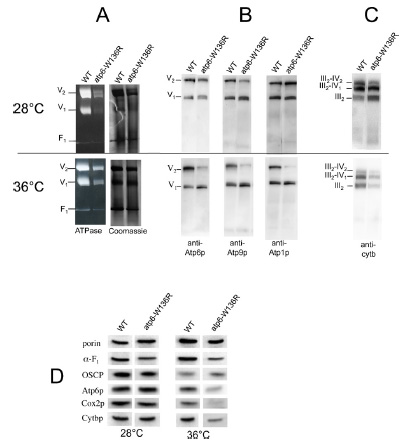 A
B
C
WT
atp6-W136R
WT
atp6-W136R
WT
atp6-W136R
WT
atp6-W136R
WT
atp6-W136R
WT
atp6-W136R
28°C
V₂
V₁
F₁
V₂
V₁
III₂-IV₂
III₂-IV₁
III₂
36°C
V₂
V₁
F₁
V₂
V₁
III₂-IV₂
III₂-IV₁
III₂
ATPase
Coomassie
anti-
Atp6p
anti-
Atp9p
anti-
Atp1p
anti-
cytb
WT
atp6-W136R
WT
atp6-W136R
D
porin
α-F₁
OSCP
Atp6p
Cox2p
Cytbp
28°C
36°C